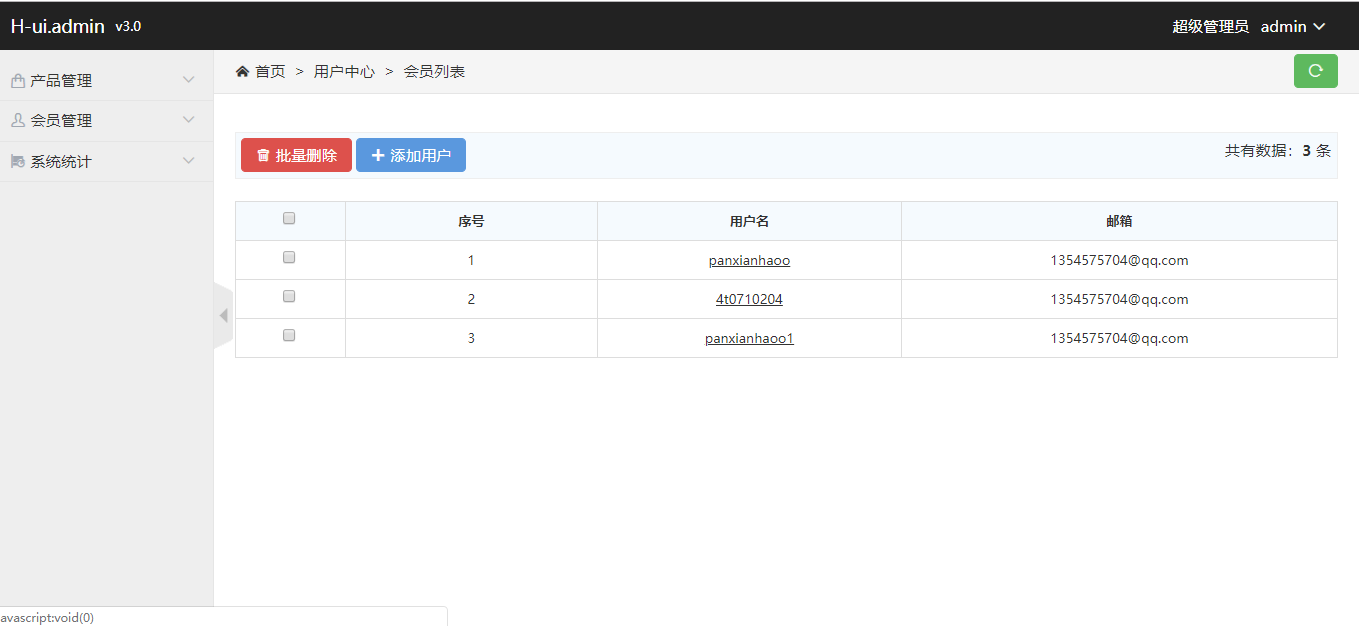 H-ui.admin v3.0
超级管理员 admin
产品管理
会员管理
系统统计
首页 > 用户中心 > 会员列表
批量删除 添加用户
共有数据：3 条
序号 用户名 邮箱
1 panxianhaoo 1354575704@qq.com
2 4t0710204 1354575704@qq.com
3 panxianhaoo1 1354575704@qq.com
avascript:void(0)